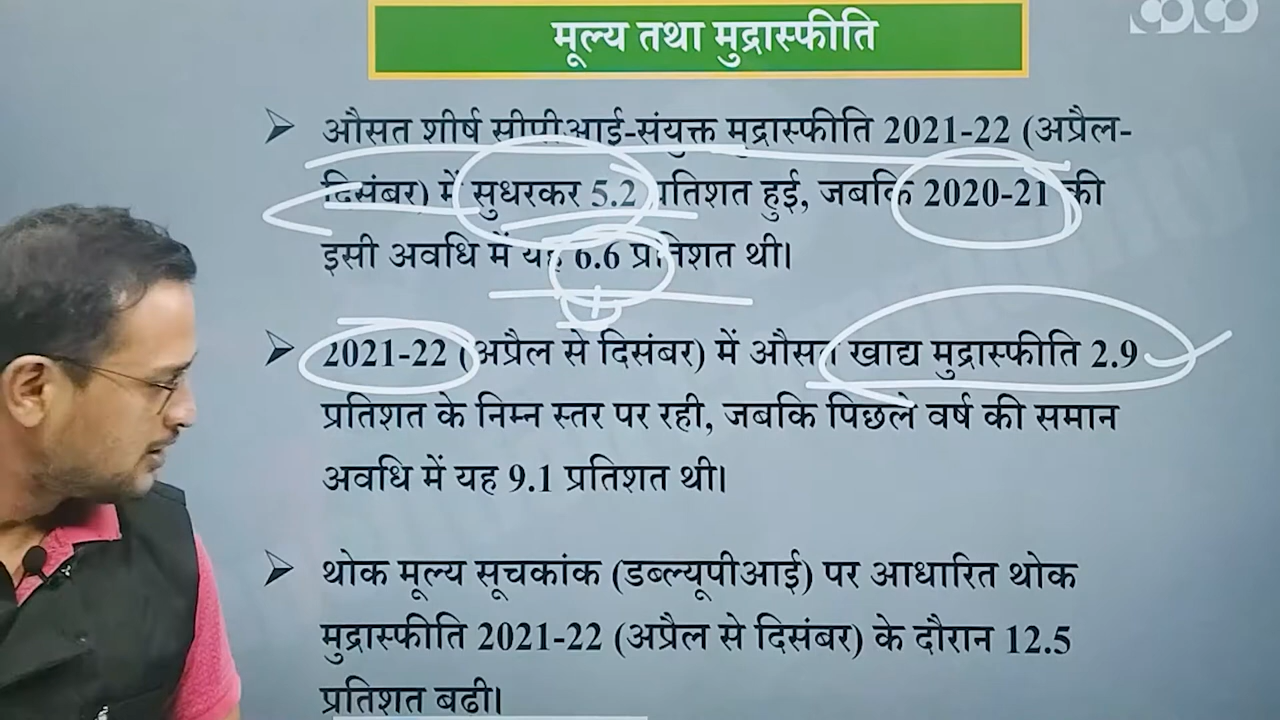 मूल्य तथा मुद्रास्फीति
औसत शीर्ष सीपीआई-संयुक्त मुद्रास्फीति 2021-22 (अप्रैल-
दिसंबर) में सुधरकर 5.2 प्रतिशत हुई, जबकि 2020-21 की
इसी अवधि में यह 6.6 प्रतिशत थी।
2021-22 (अप्रैल से दिसंबर) में औसत खाद्य मुद्रास्फीति 2.9
प्रतिशत के निम्न स्तर पर रही, जबकि पिछले वर्ष की समान
अवधि में यह 9.1 प्रतिशत थी।
थोक मूल्य सूचकांक (डब्ल्यूपीआई) पर आधारित थोक
मुद्रास्फीति 2021-22 (अप्रैल से दिसंबर) के दौरान 12.5
प्रतिशत बढी।